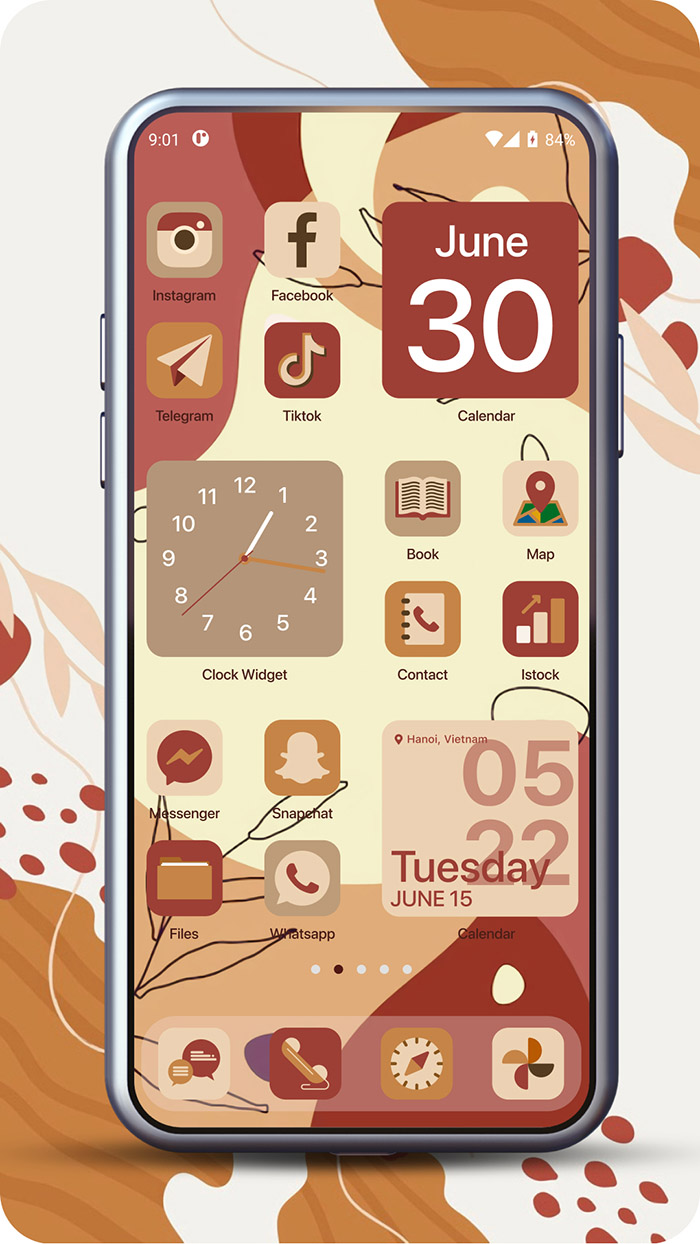 9:01
84%
June
30
Instagram
Facebook
Telegram
Tiktok
Calendar
12
1
2
3
4
5
6
7
8
9
10
11
Clock Widget
Book
Map
Contact
Istock
Messenger
Snapchat
Files
Whatsapp
Hanoi, Vietnam
05
22
Tuesday
JUNE 15
Calendar